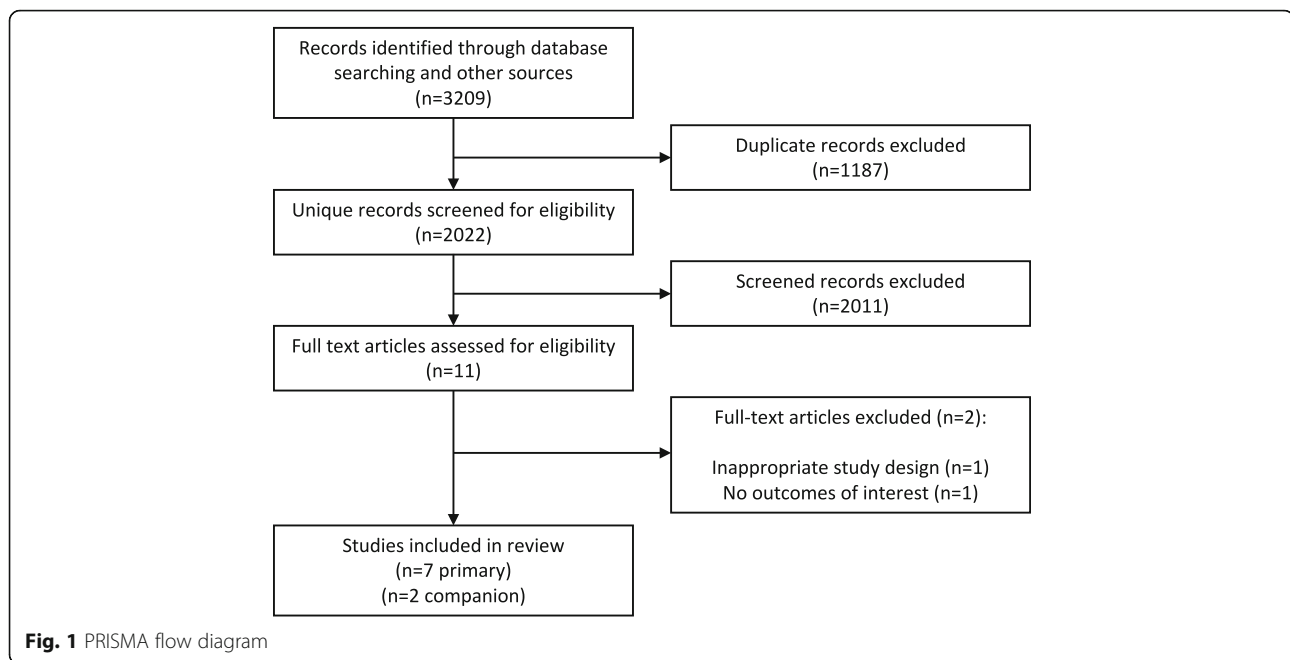 Records identified through database
searching and other sources
(n=3209)
Duplicate records excluded
(n=1187)
Unique records screened for eligibility
(n=2022)
Screened records excluded
(n=2011)
Full text articles assessed for eligibility
(n=11)
Full-text articles excluded (n=2):
Inappropriate study design (n=1)
No outcomes of interest (n=1)
Studies included in review
(n=7 primary)
(n=2 companion)
Fig. 1 PRISMA flow diagram